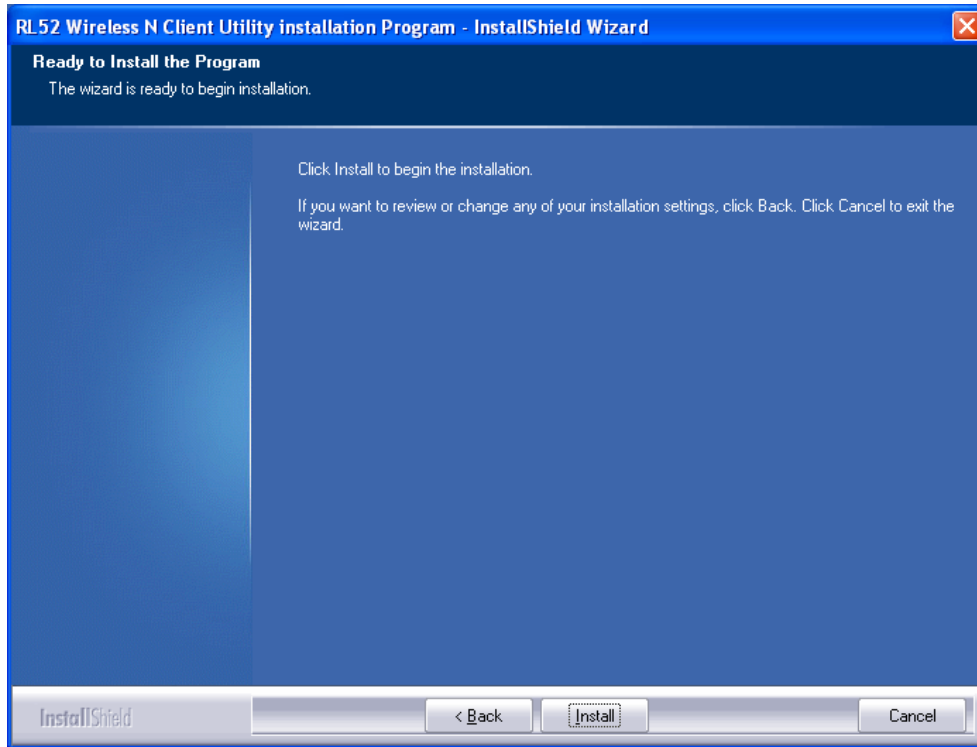 RL52 Wireless N Client Utility installation Program - InstallShield Wizard
Ready to Install the Program
The wizard is ready to begin installation.
Click Install to begin the installation.
If you want to review or change any of your installation settings, click Back. Click Cancel to exit the
wizard.
InstallShield
< Back
Install
Cancel